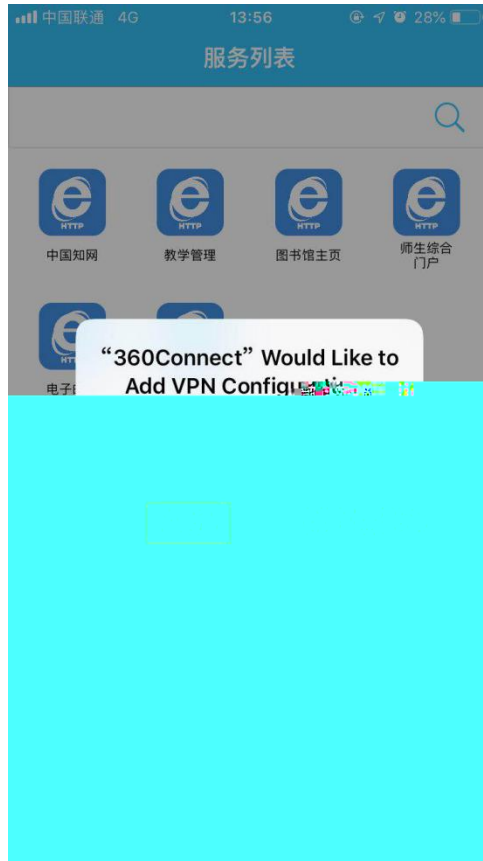 中国联通 4G 13:56 28%
服务列表
HTTP HTTP HTTP HTTP
中国知网 教学管理 图书馆主页 师生综合
门户
“360Connect” Would Like to
电子 Add VPN